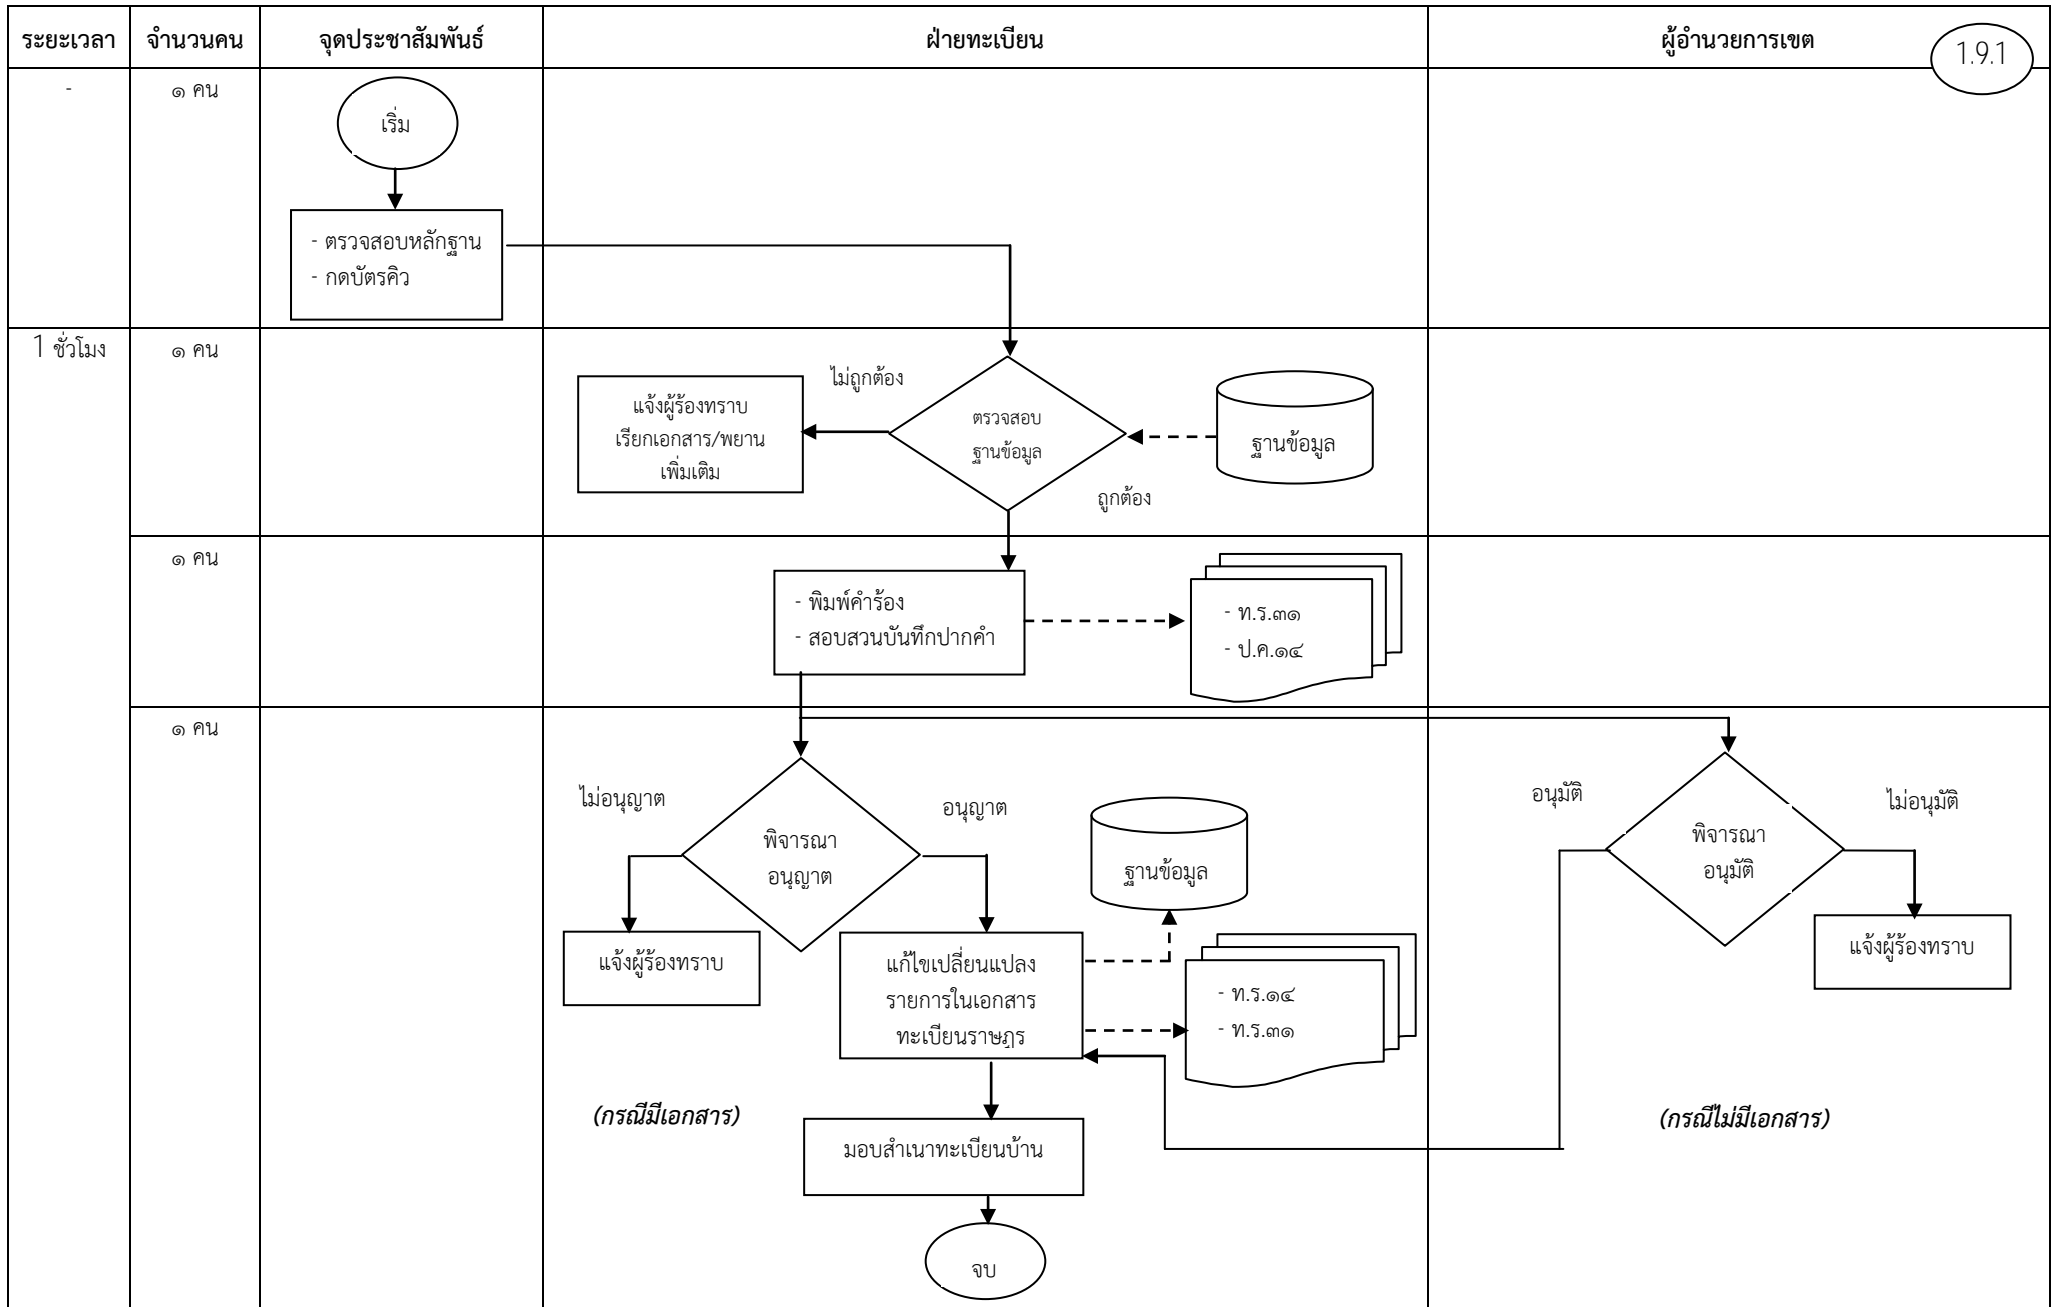 ระยะเวลา
จำนวนคน
จุดประชาสัมพันธ์
ฝ่ายทะเบียน
ผู้อำนวยการเขต
1.9.1
-
๑ คน
เริ่ม
- ตรวจสอบหลักฐาน
- กดบัตรคิว
1 ชั่วโมง
๑ คน
แจ้งผู้ร้องทราบ
เรียกเอกสาร/พยาน
เพิ่มเติม
ไม่ถูกต้อง
ตรวจสอบ
ฐานข้อมูล
ฐานข้อมูล
ถูกต้อง
๑ คน
- พิมพ์คำร้อง
- สอบสวนบันทึกปากคำ
- ท.ร.๓๑
- ป.ค.๑๔
๑ คน
ไม่อนุญาต
พิจารณา
อนุญาต
อนุญาต
ฐานข้อมูล
อนุมัติ
พิจารณา
อนุมัติ
ไม่อนุมัติ
แจ้งผู้ร้องทราบ
แก้ไขเปลี่ยนแปลง
รายการในเอกสาร
ทะเบียนราษฎร
- ท.ร.๑๔
- ท.ร.๓๑
แจ้งผู้ร้องทราบ
(กรณีมีเอกสาร)
(กรณีไม่มีเอกสาร)
มอบสำเนาทะเบียนบ้าน
จบ